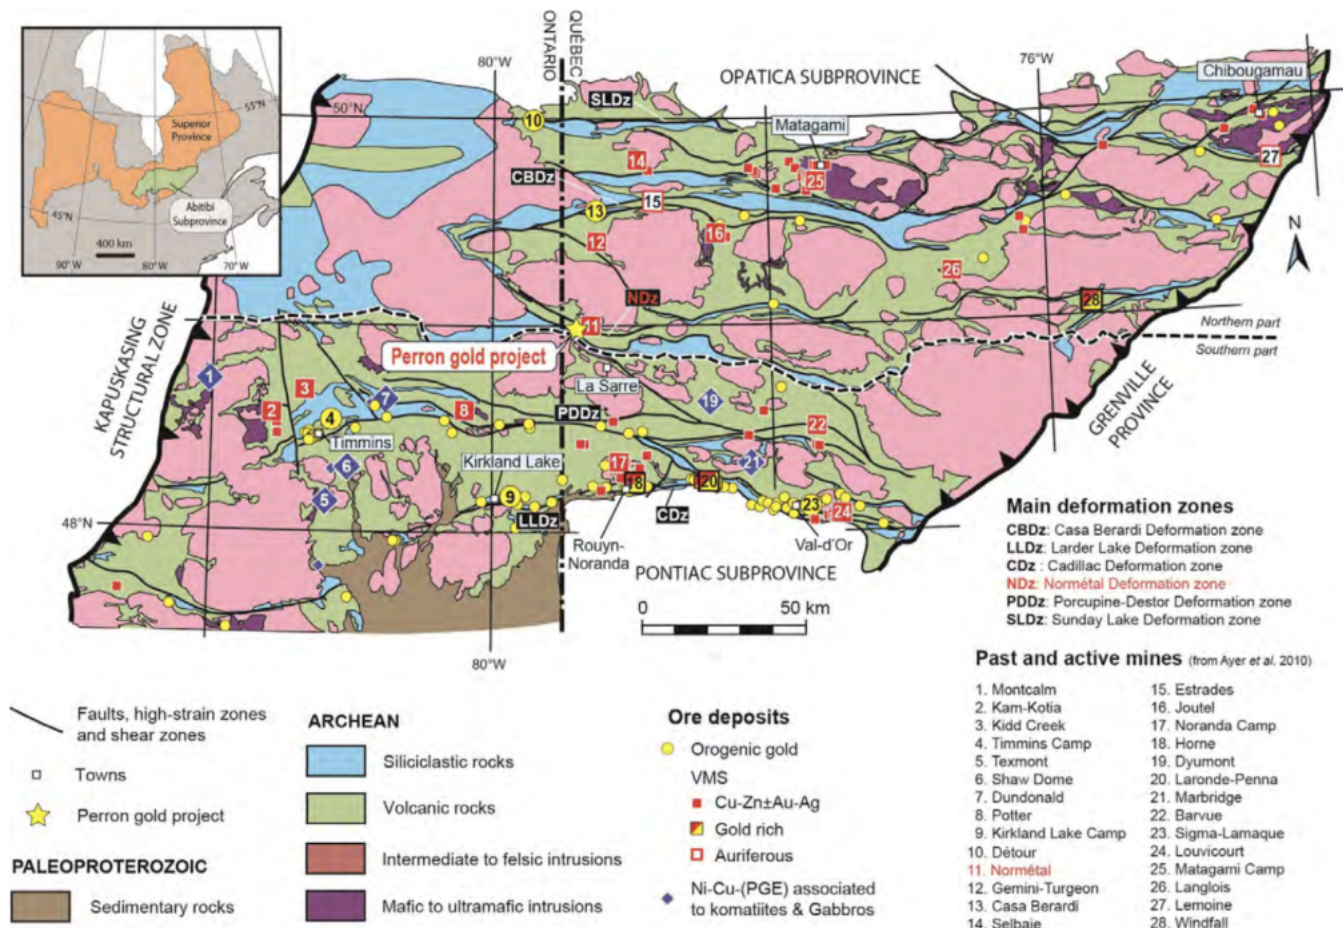 Superior
Province
Abitibi
Subprovince
55°N
45°N
400 km
90°W
80°W
70°W
80°W
ONTARIO
QUÉBEC
OPATICA SUBPROVINCE
76°W
Chibougamau
50°N
SLDz
10
Matagami
27
14
25
CBDz
15
13
N
12
16
26
NDz
28
11
Northern part
Southern part
Perron gold project
KAPUSKASING
STRUCTURAL ZONE
1
La Sarre
GRENVILLE
PROVINCE
3
7
19
2
4
8
PDDz
22
Timmins
Kirkland Lake
6
17
21
5
9
18
20
23
24
LLDz
CDz
48°N
Rouyn-
Noranda
Val-d'Or
PONTIAC SUBPROVINCE
0
50 km
80°W
Main deformation zones
CBDz: Casa Berardi Deformation zone
LLDz: Larder Lake Deformation zone
CDz : Cadillac Deformation zone
NDz: Normétal Deformation zone
PDDz: Porcupine-Destor Deformation zone
SLDz: Sunday Lake Deformation zone
Past and active mines (from Ayer et al. 2010)
1. Montcalm
2. Kam-Kotia
3. Kidd Creek
4. Timmins Camp
5. Texmont
6. Shaw Dome
7. Dundonald
8. Potter
9. Kirkland Lake Camp
10. Détour
11. Normétal
12. Gemini-Turgeon
13. Casa Berardi
14. Selbaie
15. Estrades
16. Joutel
17. Noranda Camp
18. Horne
19. Dyumont
20. Laronde-Penna
21. Marbridge
22. Barvue
23. Sigma-Lamaque
24. Louvicourt
25. Matagami Camp
26. Langlois
27. Lemoine
28. Windfall
Faults, high-strain zones
and shear zones
Towns
Perron gold project
PALEOPROTEROZOIC
Sedimentary rocks
ARCHEAN
Siliciclastic rocks
Volcanic rocks
Intermediate to felsic intrusions
Mafic to ultramafic intrusions
Ore deposits
Orogenic gold
VMS
Cu-Zn±Au-Ag
Gold rich
Auriferous
Ni-Cu-(PGE) associated
to komatiites & Gabbros